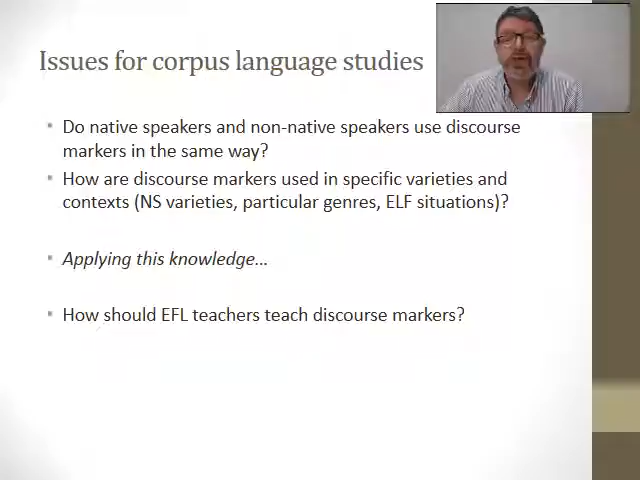 Issues for corpus language studies
• Do native speakers and non-native speakers use discourse
markers in the same way?
• How are discourse markers used in specific varieties and
contexts (NS varieties, particular genres, ELF situations)?
• Applying this knowledge…
• How should EFL teachers teach discourse markers?